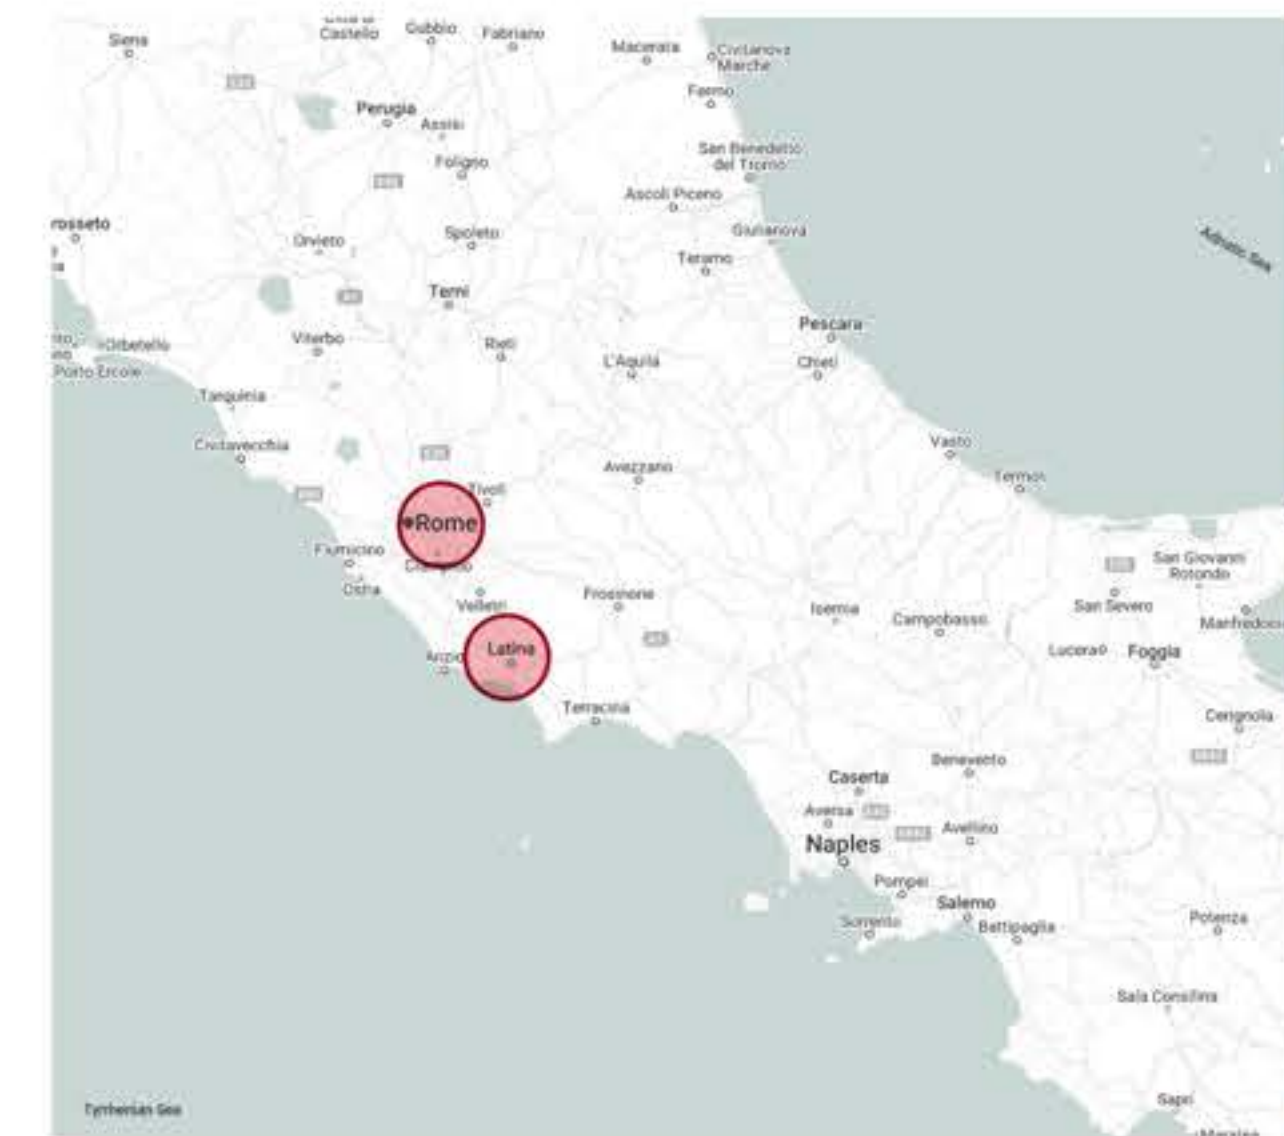 Siena
Castello
Gubbio
Fabriano
Macerata
Civitanova
Marche
Fermo
Perugia
Assisi
San Benedetto
del Tronto
Foligno
Ascoli Piceno
rosseto
Orvieto
Spoleto
Giulianova
Adriatic Sea
Teramo
Terni
Pescara
Viterbo
Rieti
Orbetello
L'Aquila
Chieti
Porto Ercole
Tarquinia
Civitavecchia
Vasto
Avezzano
Termoli
Tivoli
Rome
Fiumicino
San Giovanni
Rotondo
Ostia
Velletri
Frosinone
Isernia
Campobasso
San Severo
Manfredonia
Anzio
Latina
Lucera
Foggia
Terracina
Cerignola
Benevento
Caserta
Aversa
Avellino
Naples
Pompei
Salerno
Sorrento
Battipaglia
Potenza
Sala Consilina
Sapri
Tyrrhenian Sea